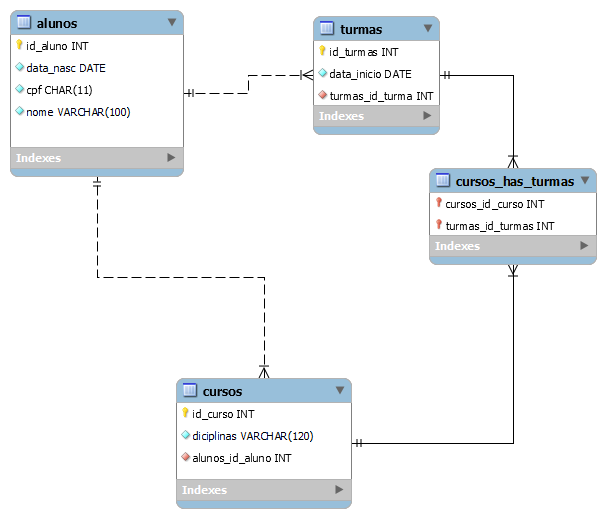 alunos
id_aluno INT
data_nasc DATE
cpf CHAR(11)
nome VARCHAR(100)
Indexes
turmas
id_turmas INT
data_inicio DATE
turmas_id_turma INT
Indexes
cursos_has_turmas
cursos_id_curso INT
turmas_id_turmas INT
Indexes
cursos
id_curso INT
diciplinas VARCHAR(120)
alunos_id_aluno INT
Indexes